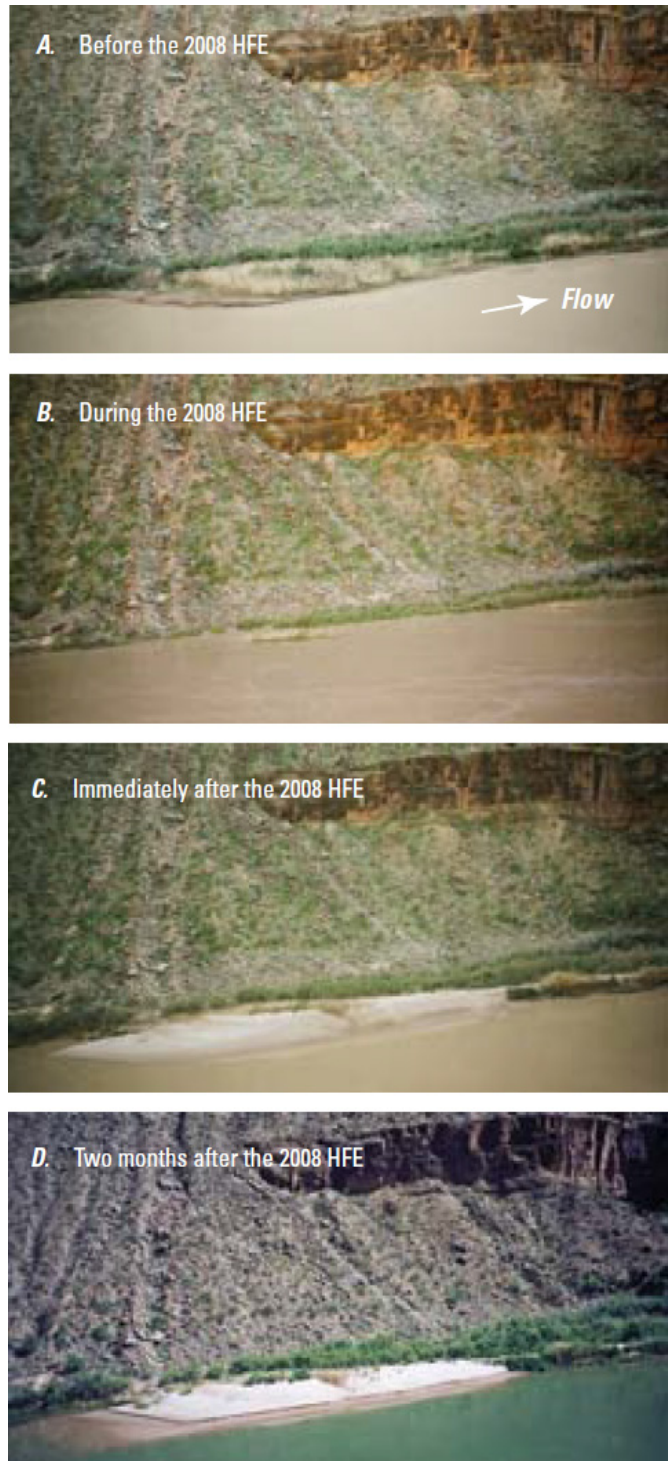 A. Before the 2008 HFE
Flow
B. During the 2008 HFE
C. Immediately after the 2008 HFE
D. Two months after the 2008 HFE